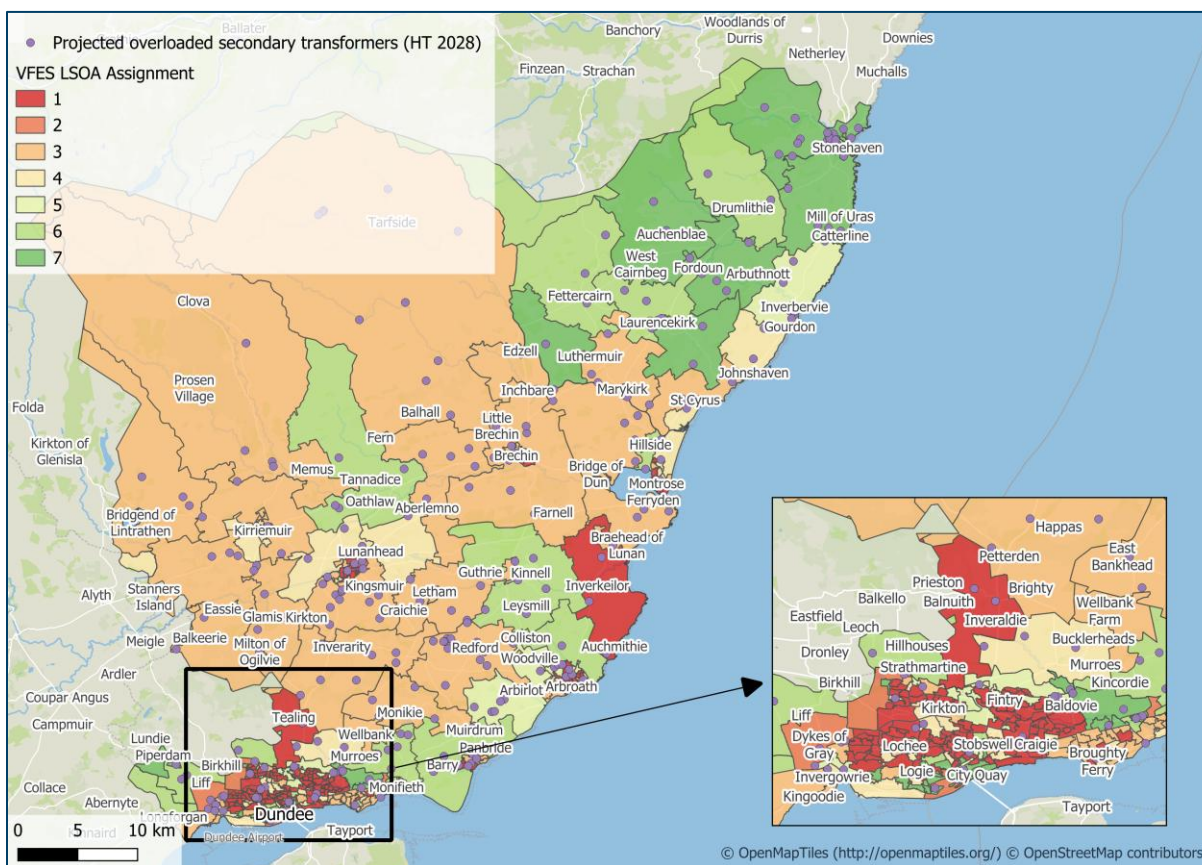 Ballater
Banchory
Woodlands of
Durris
Downies
Netherley
Finzean
Strachan
Muchalls
Projected overloaded secondary transformers (HT 2028)
VFES LSOA Assignment
1
2
3
4
5
6
7
Stonehaven
Drumlithie
Tarfside
Mill of Uras
Catterline
Auchenblae
West
Cairnbeg
Fordoun
Arbuthnott
Clova
Fettercairn
Inverbervie
Gourdon
Laurencekirk
Edzell
Luthermuir
Johnshaven
Prosen
Village
Inchbare
Marykirk
Folda
Balhall
St Cyrus
Little
Brechin
Fern
Brechin
Hillside
Kirkton of
Glenisla
Memus
Tannadice
Bridge of
Dun
Montrose
Oathlaw
Aberlemno
Ferryden
Bridgend of
Lintrathen
Kirriemuir
Farnell
Braehead of
Lunan
Lunanhead
Guthrie
Kinnell
Inverkeilor
Stanners
Island
Kingsmuir
Letham
Alyth
Eassie
Glamis
Kirkton
Craichie
Leysmill
Meigle
Balkeerie
Milton of
Ogilvie
Inverarity
Redford
Colliston
Woodville
Auchmithie
Ardler
Arbirlot
Arbroath
Coupar Angus
Tealing
Monikie
Muirdrum
Campmuir
Wellbank
Panbride
Lundie
Piperdam
Birkhill
Murroes
Barry
Collace
Liff
Monifieth
Abernyte
Longforgan
Dundee
Kinnaird
Dundee Airport
Tayport
0 5 10 km
Happas
Petterden
East
Bankhead
Prieston
Balkello
Balnuith
Brighty
Eastfield
Leoch
Inveraldie
Wellbank
Farm
Dronley
Hillhouses
Bucklerheads
Strathmartine
Murroes
Birkhill
Kincordie
Kirkton
Fintry
Baldovie
Liff
Dykes of
Gray
Lochee
Stobswell
Craigie
Broughty
Ferry
Invergowrie
Logie
City Quay
Kingoodie
Tayport
© OpenMapTiles (http://openmaptiles.org/) © OpenStreetMap contributors